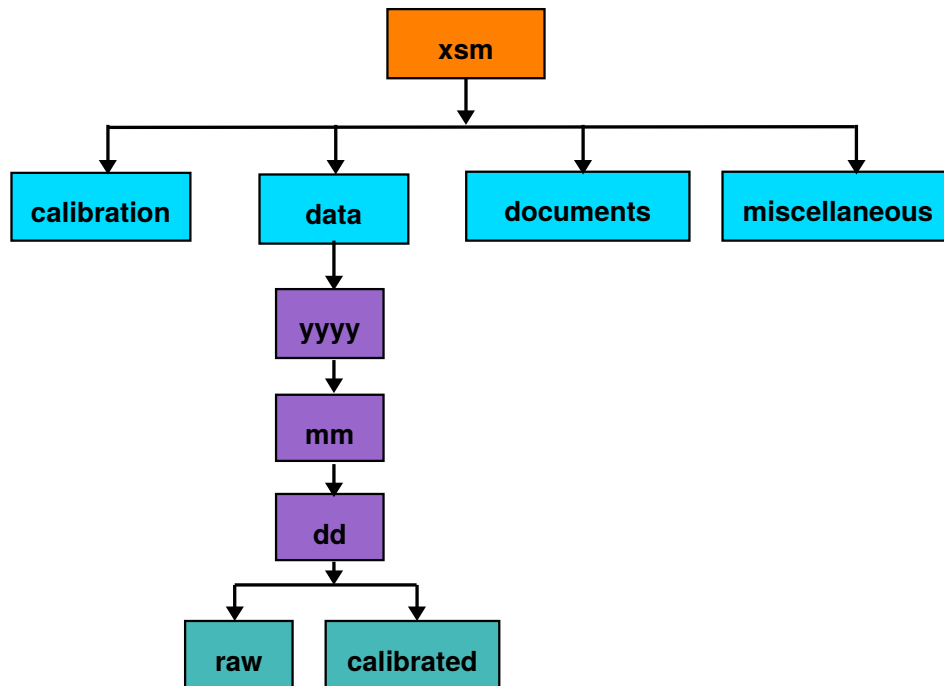 xsm
calibration
data
documents
miscellaneous
yyyy
mm
dd
raw
calibrated